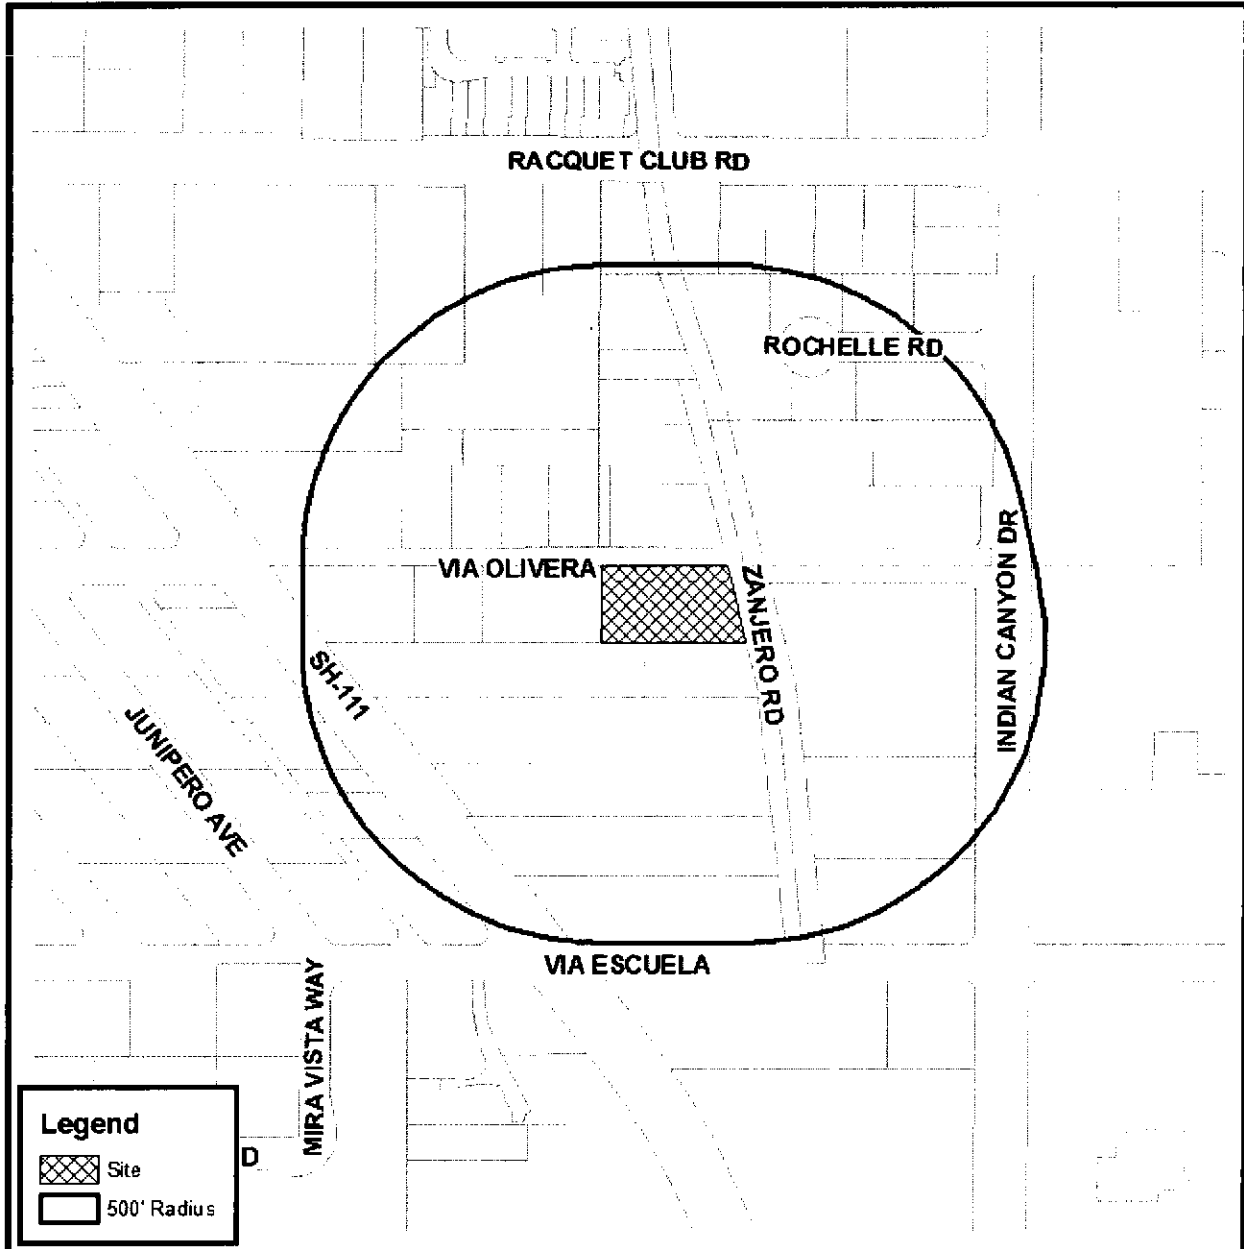 RACQUET CLUB RD
ROCHELLE RD
VIA OLIVERA
ZANJERO RD
INDIAN CANYON DR
SH-111
JUNIPERO AVE
VIA ESCUELA
MIRA VISTA WAY
D
Legend
Site
500' Radius